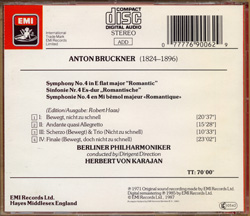 EMI
International
Trade Mark
EMI Records
Limited
COMPACT
disc
DIGITAL AUDIO
STEREO
ADD
0 77776 90062
ANTON BRUCKNER (1824–1896)
Symphony No. 4 in E flat major "Romantic"
Sinfonie Nr. 4 Es-dur „Romantische"
Symphonie No. 4 en Mi bémol majeur «Romantique»
(Edition/Ausgabe: Robert Haas)
I: Bewegt, nicht zu schnell (20'37)
II: Andante quasi Allegretto (15'28)
III: Scherzo (Bewegt) & Trio (Nicht zu schnell) (10'43)
IV: Finale (Bewegt, doch nicht zu schnell) (23'02)
BERLINER PHILHARMONIKER
conducted by/Dirigent/Direction
HERBERT VON KARAJAN
TT: 70'00"
EMI Records Ltd.
Hayes Middlesex England
℗ 1971 Original sound recording made by
EMI Records Ltd.
Digital remastering ℗ 1985 by EMI Records Ltd.
© EMI Records Ltd., 1987